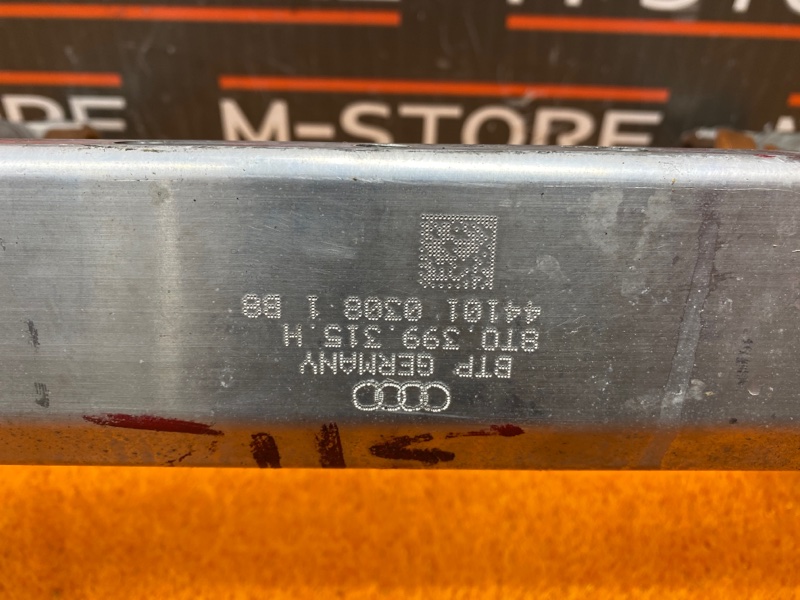 M-STORE
BTP GERMANY
8T0.399.315.H
44101 0308 1 B8